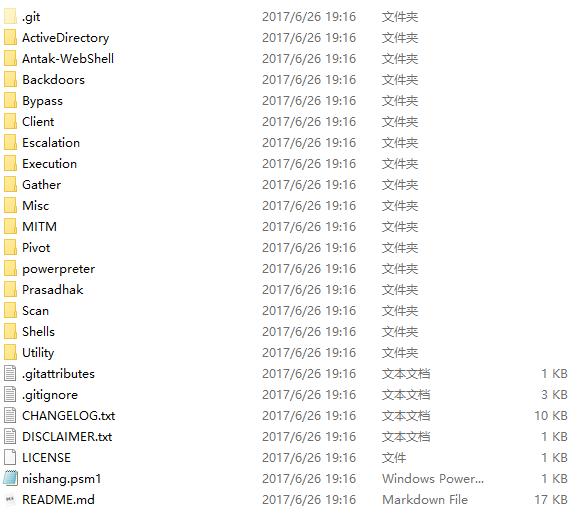 .git 2017/6/26 19:16 文件夹
ActiveDirectory 2017/6/26 19:16 文件夹
Antak-WebShell 2017/6/26 19:16 文件夹
Backdoors 2017/6/26 19:16 文件夹
Bypass 2017/6/26 19:16 文件夹
Client 2017/6/26 19:16 文件夹
Escalation 2017/6/26 19:16 文件夹
Execution 2017/6/26 19:16 文件夹
Gather 2017/6/26 19:16 文件夹
Misc 2017/6/26 19:16 文件夹
MITM 2017/6/26 19:16 文件夹
Pivot 2017/6/26 19:16 文件夹
powerpreter 2017/6/26 19:16 文件夹
Prasadhak 2017/6/26 19:16 文件夹
Scan 2017/6/26 19:16 文件夹
Shells 2017/6/26 19:16 文件夹
Utility 2017/6/26 19:16 文件夹
.gitattributes 2017/6/26 19:16 文本文档 1 KB
.gitignore 2017/6/26 19:16 文本文档 3 KB
CHANGELOG.txt 2017/6/26 19:16 文本文档 10 KB
DISCLAIMER.txt 2017/6/26 19:16 文本文档 1 KB
LICENSE 2017/6/26 19:16 文件 1 KB
nishang.psm1 2017/6/26 19:16 Windows Power... 1 KB
README.md 2017/6/26 19:16 Markdown File 17 KB